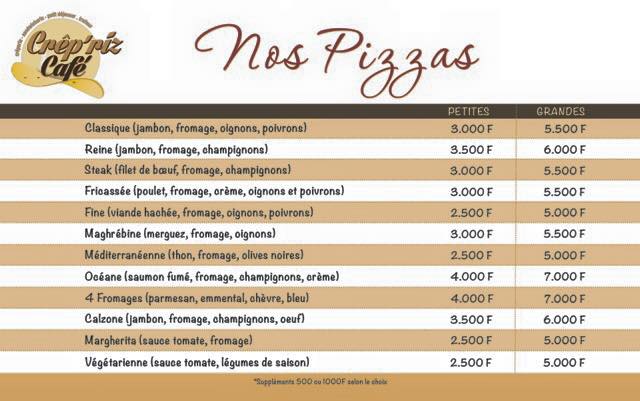 crêperie - sandwicherie - petit déjeuner - traiteur
Crêp'riz
Café
Nos Pizzas
PETITES GRANDES
Classique (jambon, fromage, oignons, poivrons) 3.000 F 5.500 F
Reine (jambon, fromage, champignons) 3.500 F 6.000 F
Steak (filet de bœuf, fromage, champignons) 3.000 F 5.500 F
Fricassée (poulet, fromage, crème, oignons et poivrons) 3.000 F 5.500 F
Fine (viande hachée, fromage, oignons, poivrons) 2.500 F 5.000 F
Maghrébine (merguez, fromage, oignons) 3.000 F 5.500 F
Méditerranéenne (thon, fromage, olives noires) 2.500 F 5.000 F
Océane (saumon fumé, fromage, champignons, crème) 4.000 F 7.000 F
4 Fromages (parmesan, emmental, chèvre, bleu) 4.000 F 7.000 F
Calzone (jambon, fromage, champignons, oeuf) 3.500 F 6.000 F
Margherita (sauce tomate, fromage) 2.500 F 5.000 F
Végétarienne (sauce tomate, légumes de saison) 2.500 F 5.000 F
*Suppléments 500 ou 1000F selon le choix